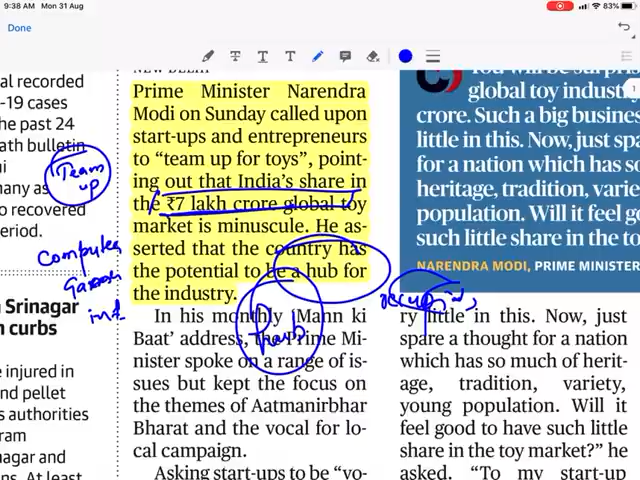 9:38 AM Mon 31 Aug
83%
Done
T T T
1
al recorded
-19 cases
he past 24
ath bulletin
ni
many as
o recovered
eriod.
Team
up
Computer
n Srinagar
n curbs
e injured in
nd pellet
s authorities
ram
nagar and
ns. At least
NEW DELHI
Prime Minister Narendra
Modi on Sunday called upon
start-ups and entrepreneurs
to “team up for toys”, point-
ing out that India’s share in
the ₹7 lakh crore global toy
market is minuscule. He as-
serted that the country has
the potential to be a hub for
the industry.
In his monthly ‘Mann ki
Baat’ address, the Prime Mi-
nister spoke on a range of is-
sues but kept the focus on
the themes of Aatmanirbhar
Bharat and the vocal for lo-
cal campaign.
Asking start-ups to be “vo-
You will be surpris
global toy industry
crore. Such a big busines
little in this. Now, just spa
for a nation which has so
heritage, tradition, varie
population. Will it feel go
such little share in the to
NARENDRA MODI, PRIME MINISTER
ry little in this. Now, just
spare a thought for a nation
which has so much of herit-
age, tradition, variety,
young population. Will it
feel good to have such little
share in the toy market?” he
asked. “To my start-up